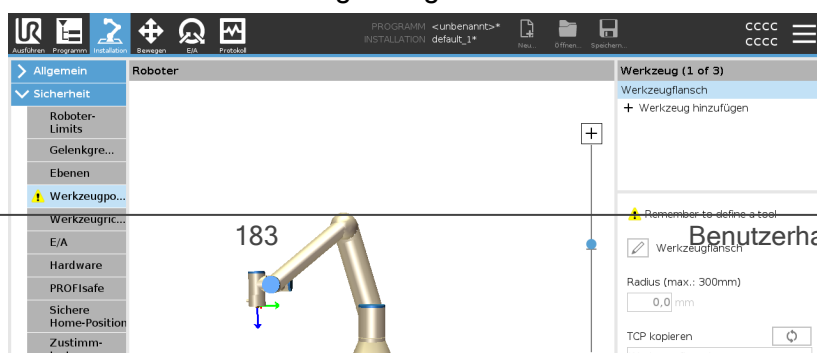 PROGRAMM <unbenannt>*
INSTALLATION default_1*
Ausführen Programm Installation Bewegen E/A Protokoll
Neu... Öffnen... Speichern...
CCCC
CCCC
Allgemein
Sicherheit
Roboter-
Limits
Gelenkgre...
Ebenen
Werkzeugpo...
Werkzeugric...
E/A
Hardware
PROFIsafe
Sichere
Home-Position
Zustimm-
Roboter
183
Werkzeug (1 of 3)
Werkzeugflansch
+ Werkzeug hinzufügen
Remember to define a tool
Werkzeugflansch
Benutzerha
Radius (max.: 300mm)
0,0 mm
TCP kopieren